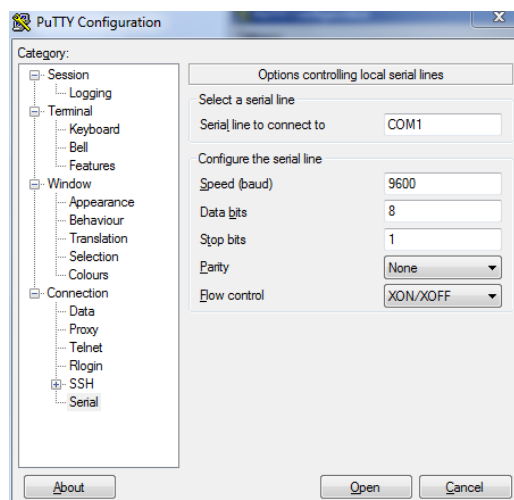 PuTTY Configuration
Category:
Session
Logging
Terminal
Keyboard
Bell
Features
Window
Appearance
Behaviour
Translation
Selection
Colours
Connection
Data
Proxy
Telnet
Rlogin
SSH
Serial
Options controlling local serial lines
Select a serial line
Serial line to connect to COM1
Configure the serial line
Speed (baud) 9600
Data bits 8
Stop bits 1
Parity None
Flow control XON/XOFF
About Open Cancel